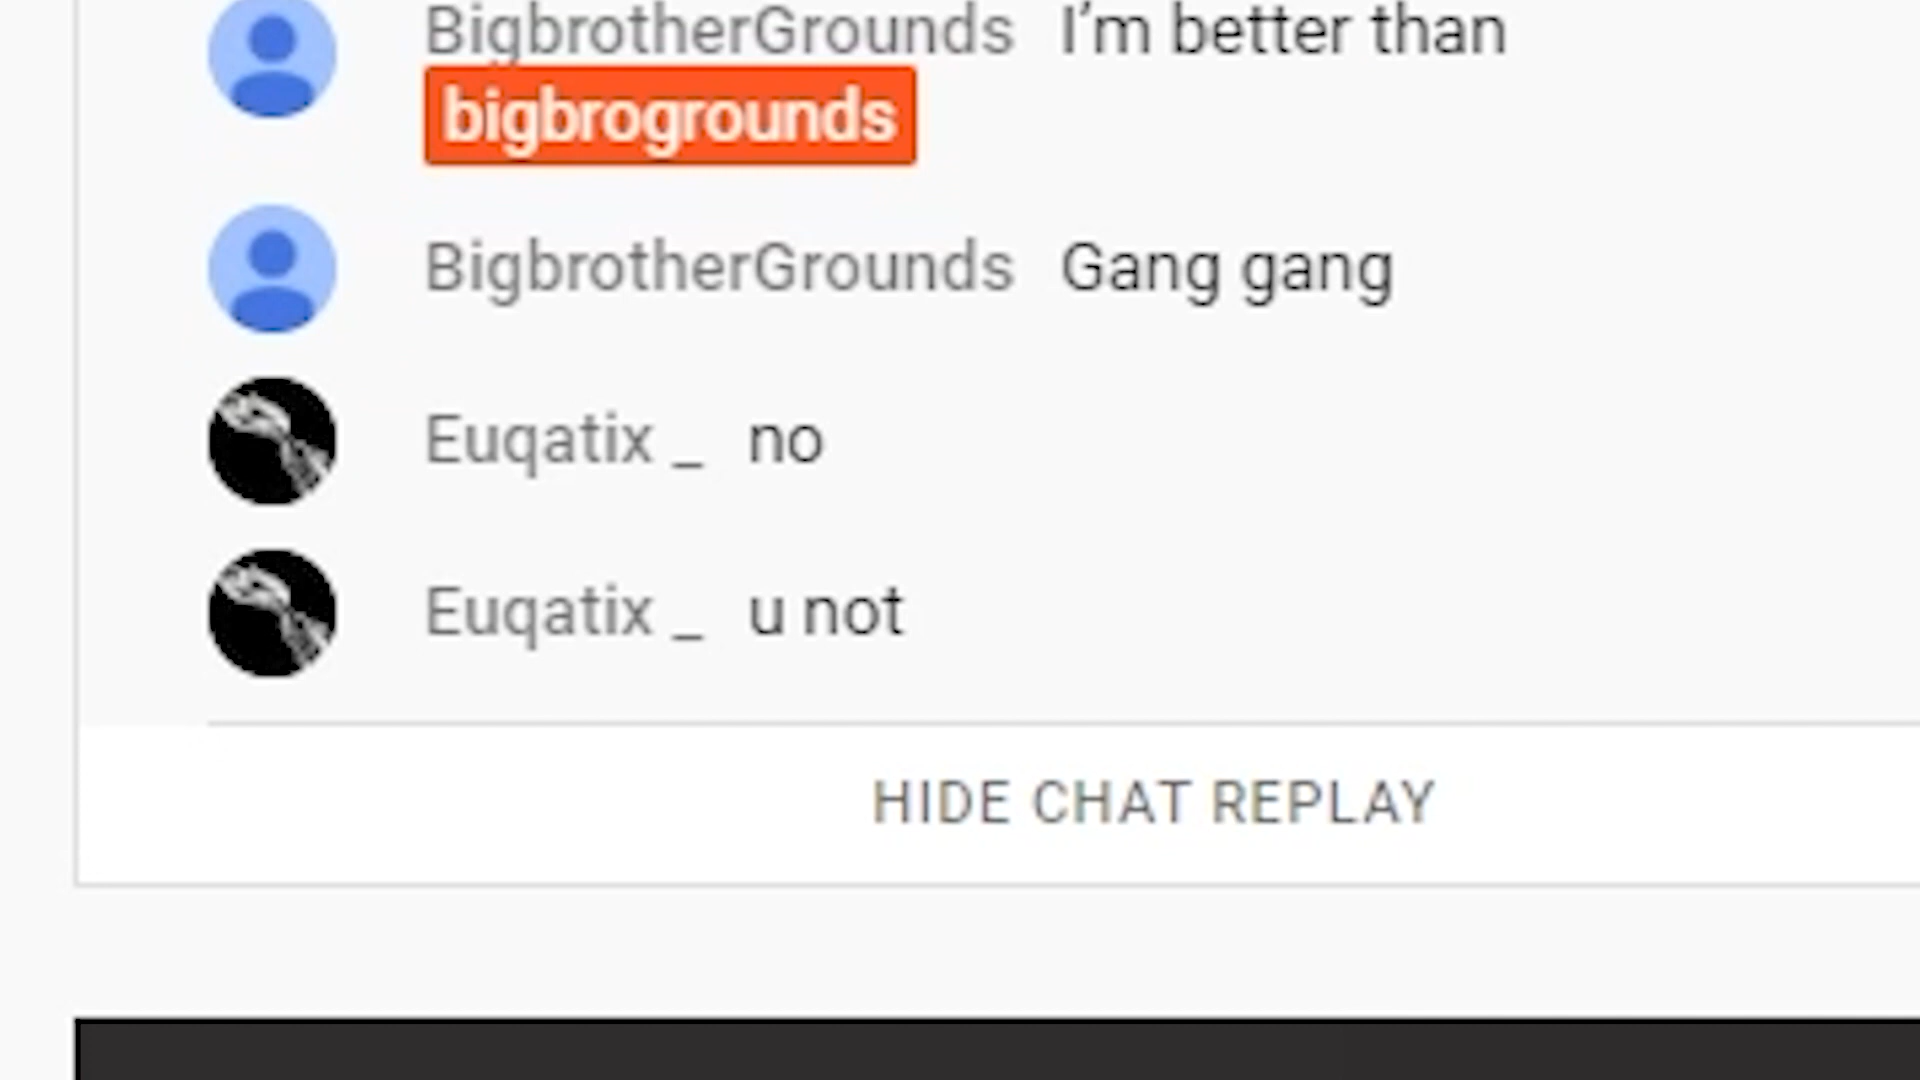 BigbrotherGrounds I'm better than
bigbrogrounds
BigbrotherGrounds Gang gang
Euqatix _ no
Euqatix _ u not
HIDE CHAT REPLAY